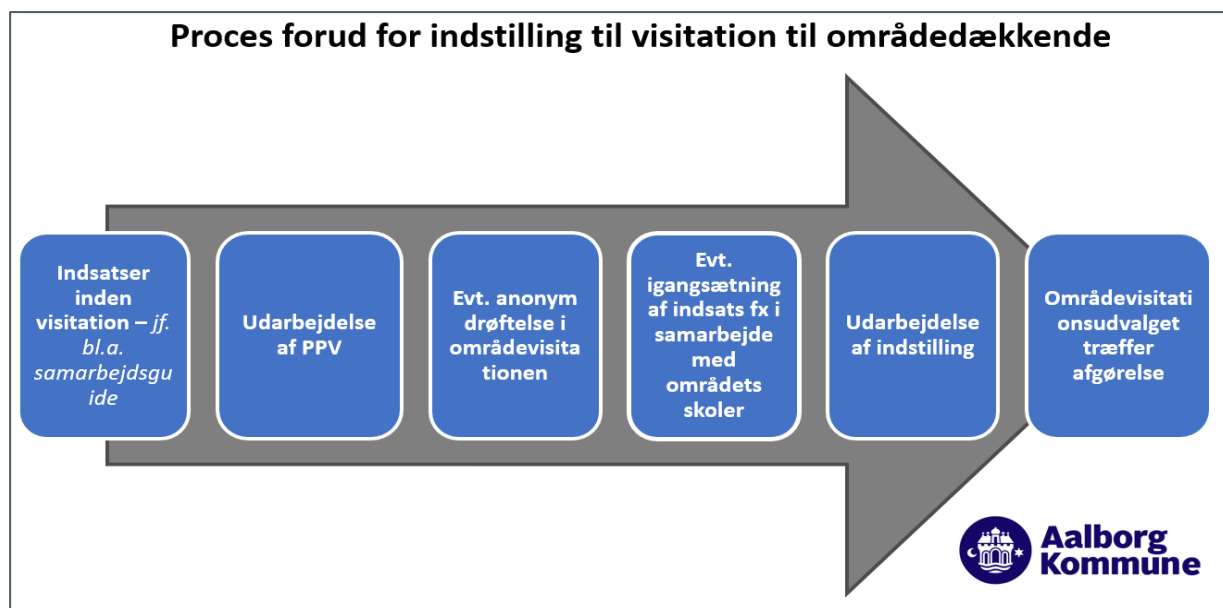 Proces forud for indstilling til visitation til områdedækkende
Indsatser
inden
visitation – jf.
bl.a.
samarbejdsgu
ide
Udarbejdelse
af PPV
Evt. anonym
drøftelse i
områdevisita
tionen
Evt.
igangsætning
af indsats fx i
samarbejde
med
områdets
skoler
Udarbejdelse
af indstilling
Områdevisitati
onsudvalget
træffer
afgørelse
Aalborg
Kommune